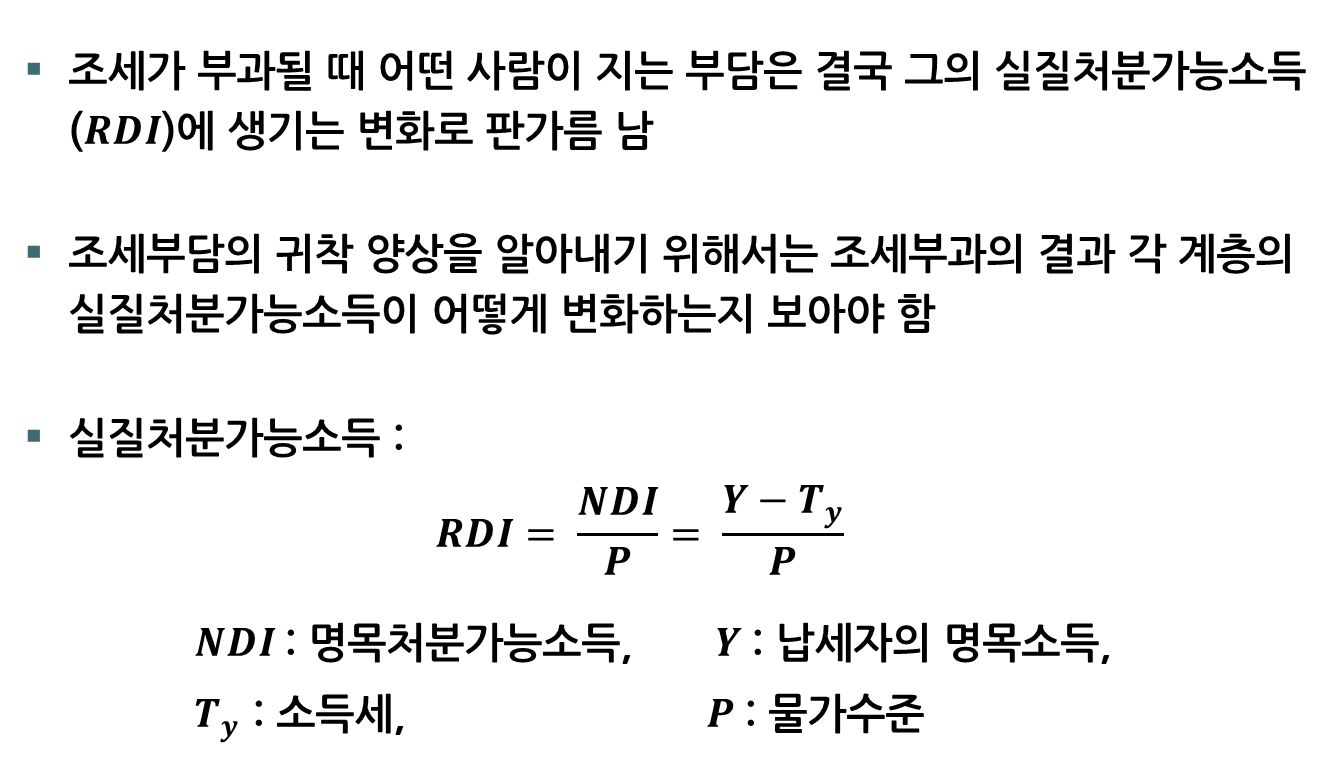 ▪ 조세가 부과될 때 어떤 사람이 지는 부담은 결국 그의 실질처분가능소득
(RDI)에 생기는 변화로 판가름 남
▪ 조세부담의 귀착 양상을 알아내기 위해서는 조세부과의 결과 각 계층의
실질처분가능소득이 어떻게 변화하는지 보아야 함
▪ 실질처분가능소득 :
RDI = NDI/P = (Y − T_y)/P
NDI : 명목처분가능소득, Y : 납세자의 명목소득,
T_y : 소득세, P : 물가수준